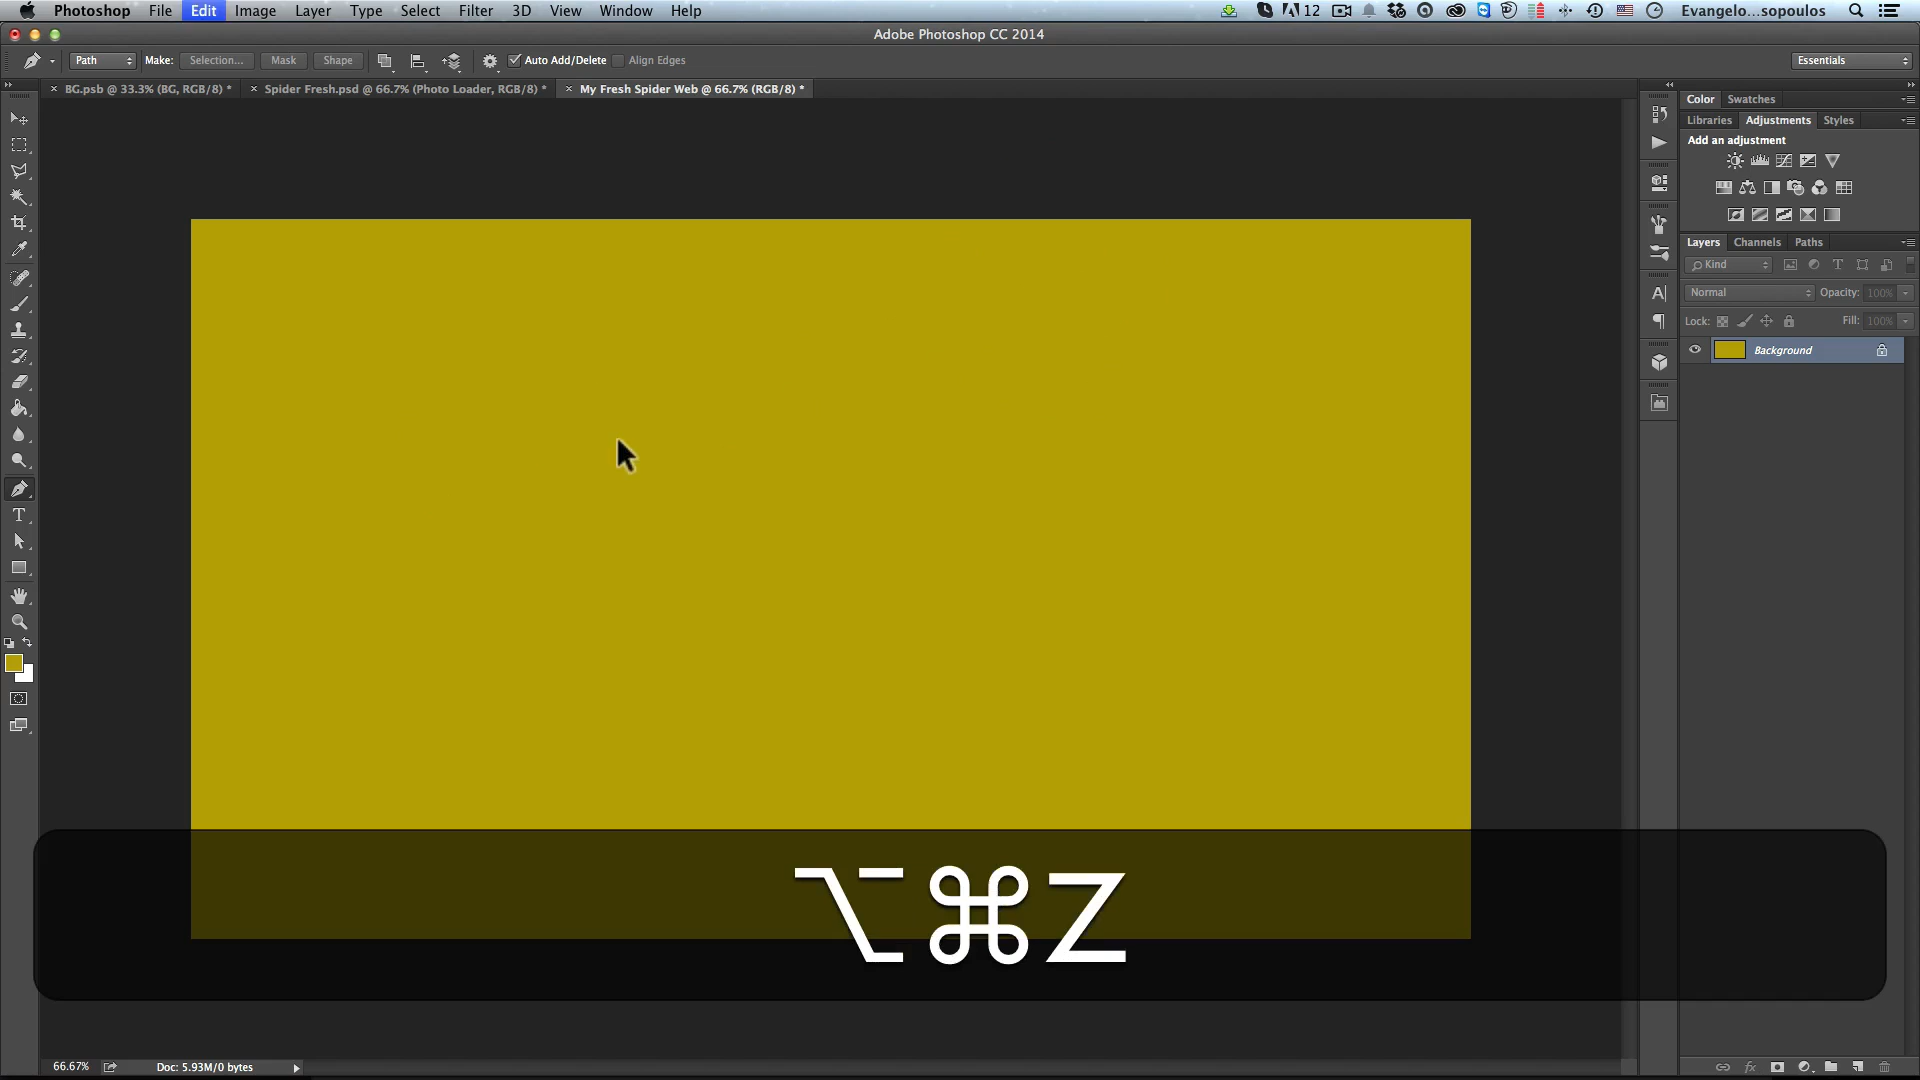 Photoshop File Edit Image Layer Type Select Filter 3D View Window Help 12 Evangelo...sopoulos
Adobe Photoshop CC 2014
Path Make: Selection... Mask Shape Auto Add/Delete Align Edges Essentials
BG.psb @ 33.3% (BG, RGB/8) * Spider Fresh.psd @ 66.7% (Photo Loader, RGB/8) * My Fresh Spider Web @ 66.7% (RGB/8) *
Color Swatches
Libraries Adjustments Styles
Add an adjustment
Layers Channels Paths
Kind
Normal Opacity: 100%
Lock: Fill: 100%
Background
⌥⌘Z
66.67% Doc: 5.93M/0 bytes